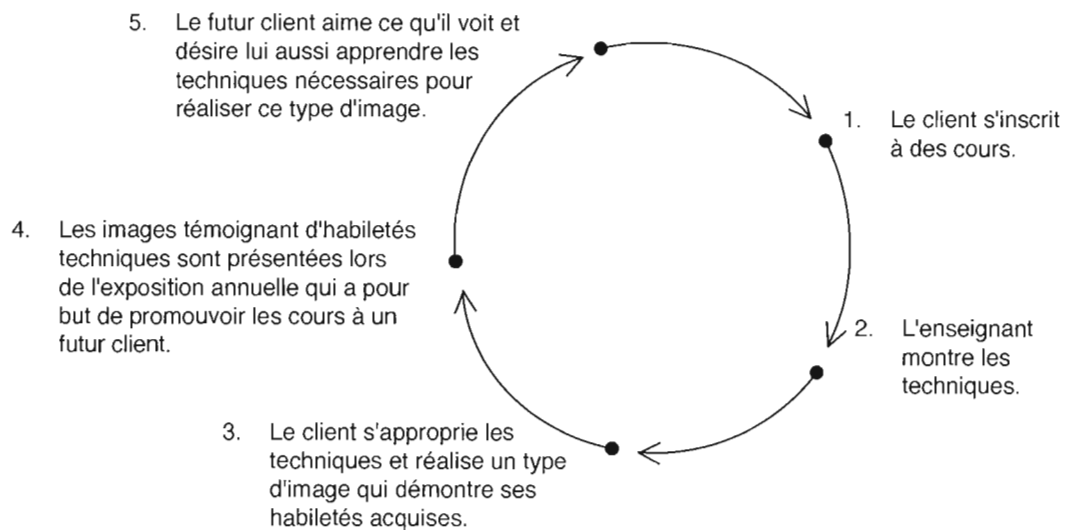 1. Le client s'inscrit
à des cours.
2. L'enseignant
montre les
techniques.
3. Le client s'approprie les
techniques et réalise un type
d'image qui démontre ses
habiletés acquises.
4. Les images témoignant d'habiletés
techniques sont présentées lors
de l'exposition annuelle qui a pour
but de promouvoir les cours à un
futur client.
5. Le futur client aime ce qu'il voit et
désire lui aussi apprendre les
techniques nécessaires pour
réaliser ce type d'image.